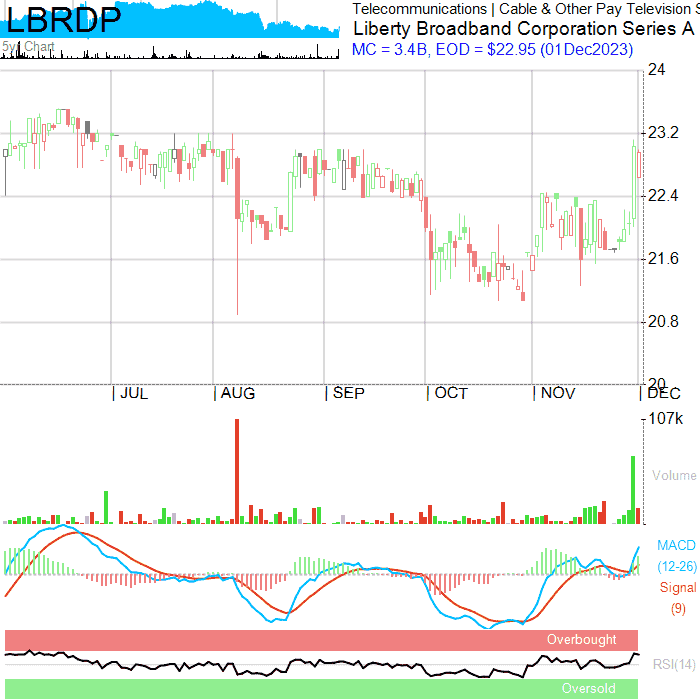 LBRDP
5yr Chart
Telecommunications | Cable & Other Pay Television S
Liberty Broadband Corporation Series A
MC = 3.4B, EOD = $22.95 (01Dec2023)
24
23.2
22.4
21.6
20.8
20
JUL
AUG
SEP
OCT
NOV
DEC
107k
Volume
MACD
(12-26)
Signal
(9)
Overbought
RSI(14)
Oversold